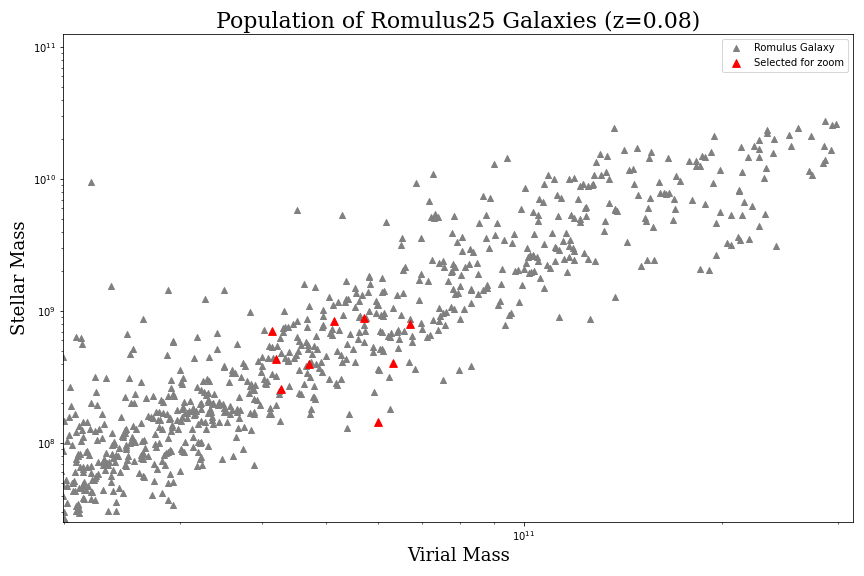 Population of Romulus25 Galaxies (z=0.08)
Romulus Galaxy
Selected for zoom
Stellar Mass
10¹¹
10¹⁰
10⁹
10⁸
10¹¹
Virial Mass